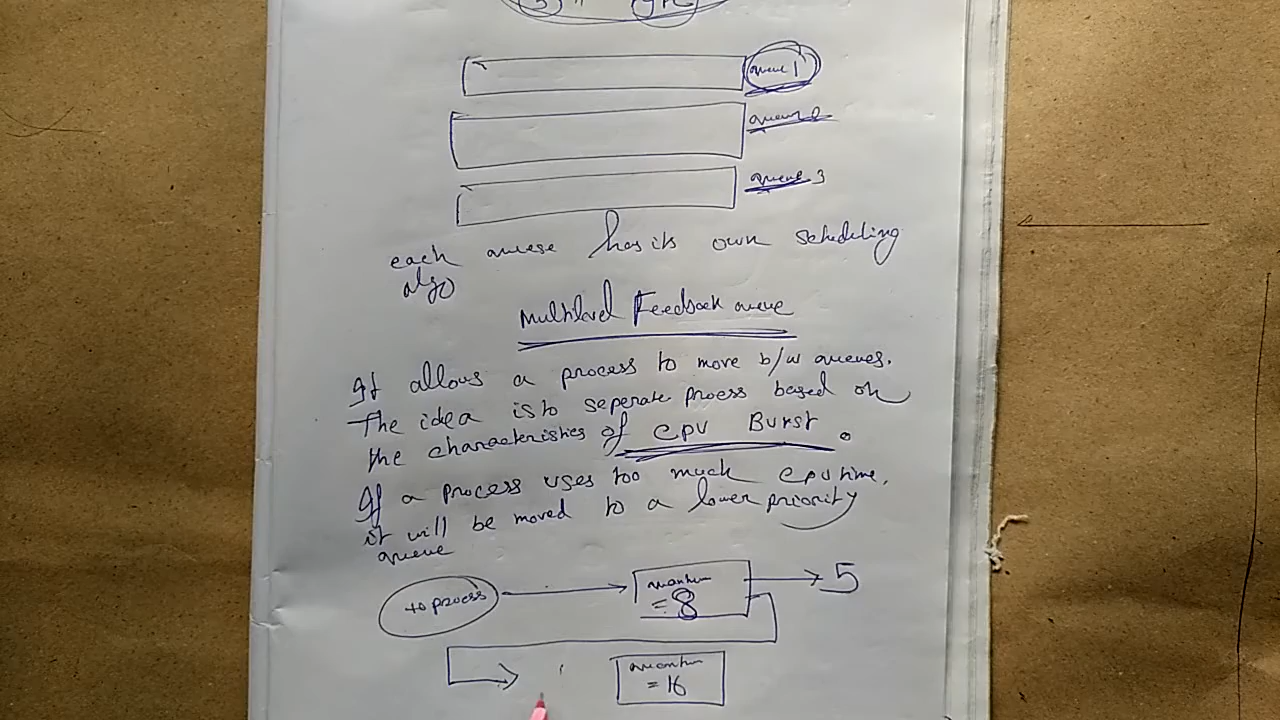 queue 1
queue 2
queue 3
each queue has its own scheduling
algo
Multilevel Feedback queue
It allows a process to move b/w queues.
The idea is to seperate process based on
the characteristics of CPU Burst.
If a process uses too much cpu time,
it will be moved to a lower priority
queue
to process
quantum
= 8
5
quantum
= 16